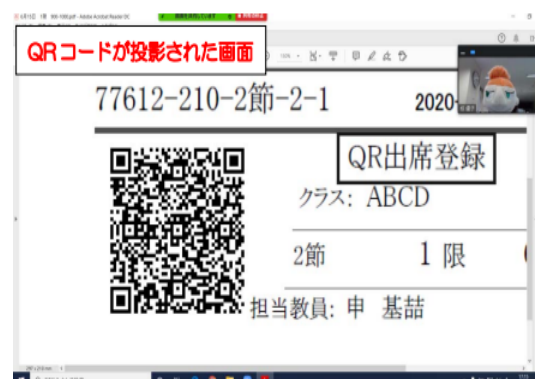 QRコードが投影された画面
77612-210-2節-2-1
2020-
QR出席登録
クラス: ABCD
2節
1限
担当教員: 申 基喆